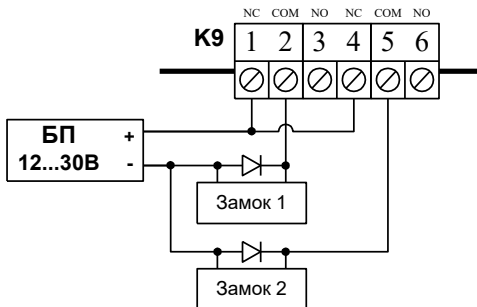 NC COM NO NC COM NO
K9 1 2 3 4 5 6
БП +
12...30В -
Замок 1
Замок 2